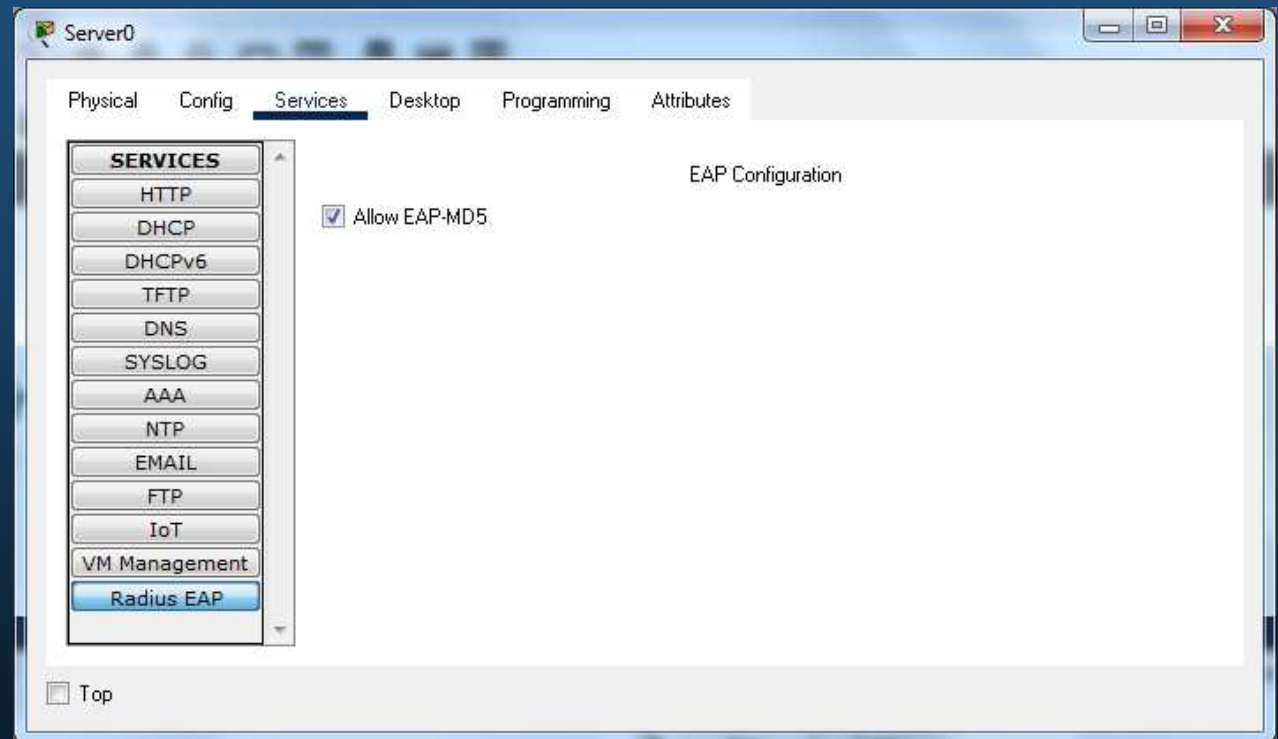 Server0
Physical Config Services Desktop Programming Attributes
SERVICES
HTTP
DHCP
DHCPv6
TFTP
DNS
SYSLOG
AAA
NTP
EMAIL
FTP
IoT
VM Management
Radius EAP
EAP Configuration
Allow EAP-MD5
Top